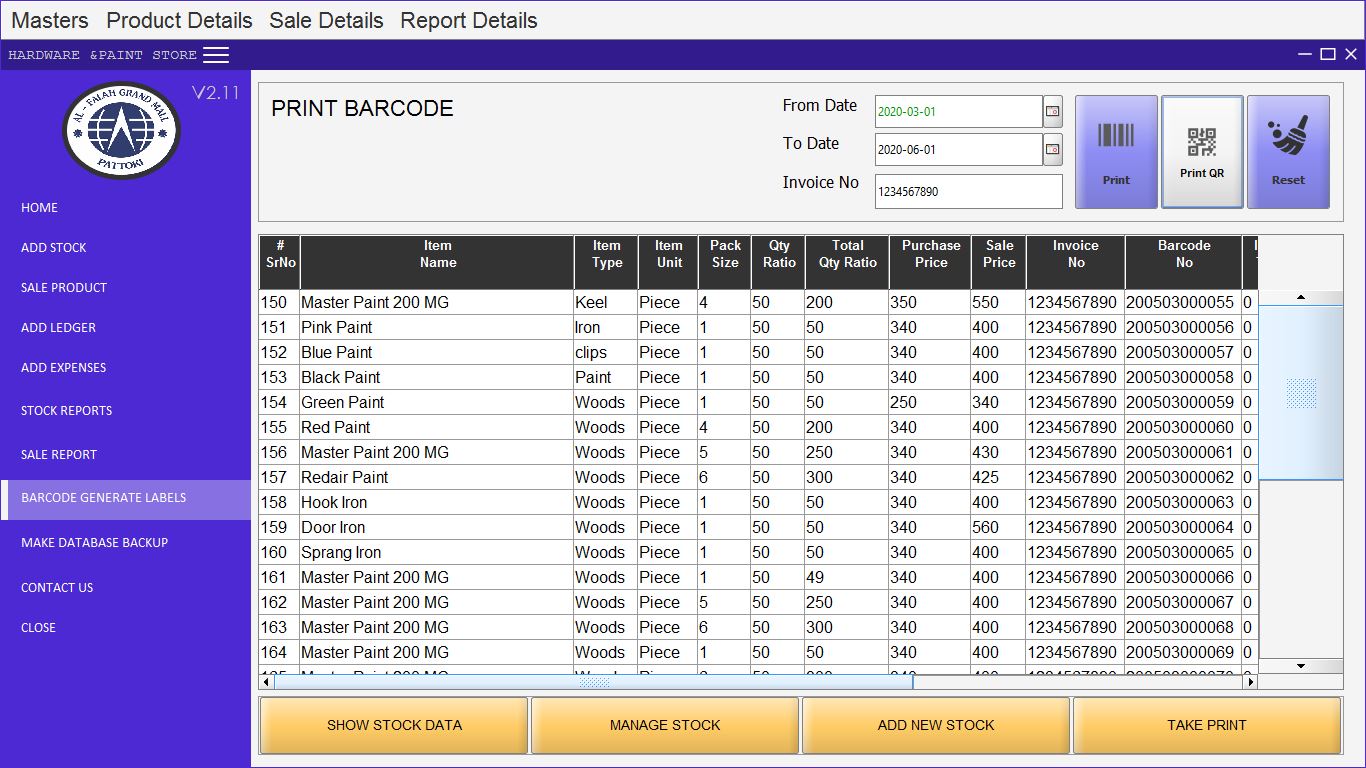 Masters Product Details Sale Details Report Details
HARDWARE &PAINT STORE
V2.11
AL - FALAH GRAND MALL
PATTOKI
HOME
ADD STOCK
SALE PRODUCT
ADD LEDGER
ADD EXPENSES
STOCK REPORTS
SALE REPORT
BARCODE GENERATE LABELS
MAKE DATABASE BACKUP
CONTACT US
CLOSE
PRINT BARCODE
From Date 2020-03-01
To Date 2020-06-01
Invoice No 1234567890
Print
Print QR
Reset
# Item Item Item Pack Qty Total Purchase Sale Invoice Barcode
SrNo Name Type Unit Size Ratio Qty Ratio Price Price No No
150 Master Paint 200 MG Keel Piece 4 50 200 350 550 1234567890 200503000055 0
151 Pink Paint Iron Piece 1 50 50 340 400 1234567890 200503000056 0
152 Blue Paint clips Piece 1 50 50 340 400 1234567890 200503000057 0
153 Black Paint Paint Piece 1 50 50 340 400 1234567890 200503000058 0
154 Green Paint Woods Piece 1 50 50 250 340 1234567890 200503000059 0
155 Red Paint Woods Piece 4 50 200 340 400 1234567890 200503000060 0
156 Master Paint 200 MG Woods Piece 5 50 250 340 430 1234567890 200503000061 0
157 Redair Paint Woods Piece 6 50 300 340 425 1234567890 200503000062 0
158 Hook Iron Woods Piece 1 50 50 340 400 1234567890 200503000063 0
159 Door Iron Woods Piece 1 50 50 340 560 1234567890 200503000064 0
160 Sprang Iron Woods Piece 1 50 50 340 400 1234567890 200503000065 0
161 Master Paint 200 MG Woods Piece 1 50 49 340 400 1234567890 200503000066 0
162 Master Paint 200 MG Woods Piece 5 50 250 340 400 1234567890 200503000067 0
163 Master Paint 200 MG Woods Piece 6 50 300 340 400 1234567890 200503000068 0
164 Master Paint 200 MG Woods Piece 1 50 50 340 400 1234567890 200503000069 0
SHOW STOCK DATA
MANAGE STOCK
ADD NEW STOCK
TAKE PRINT